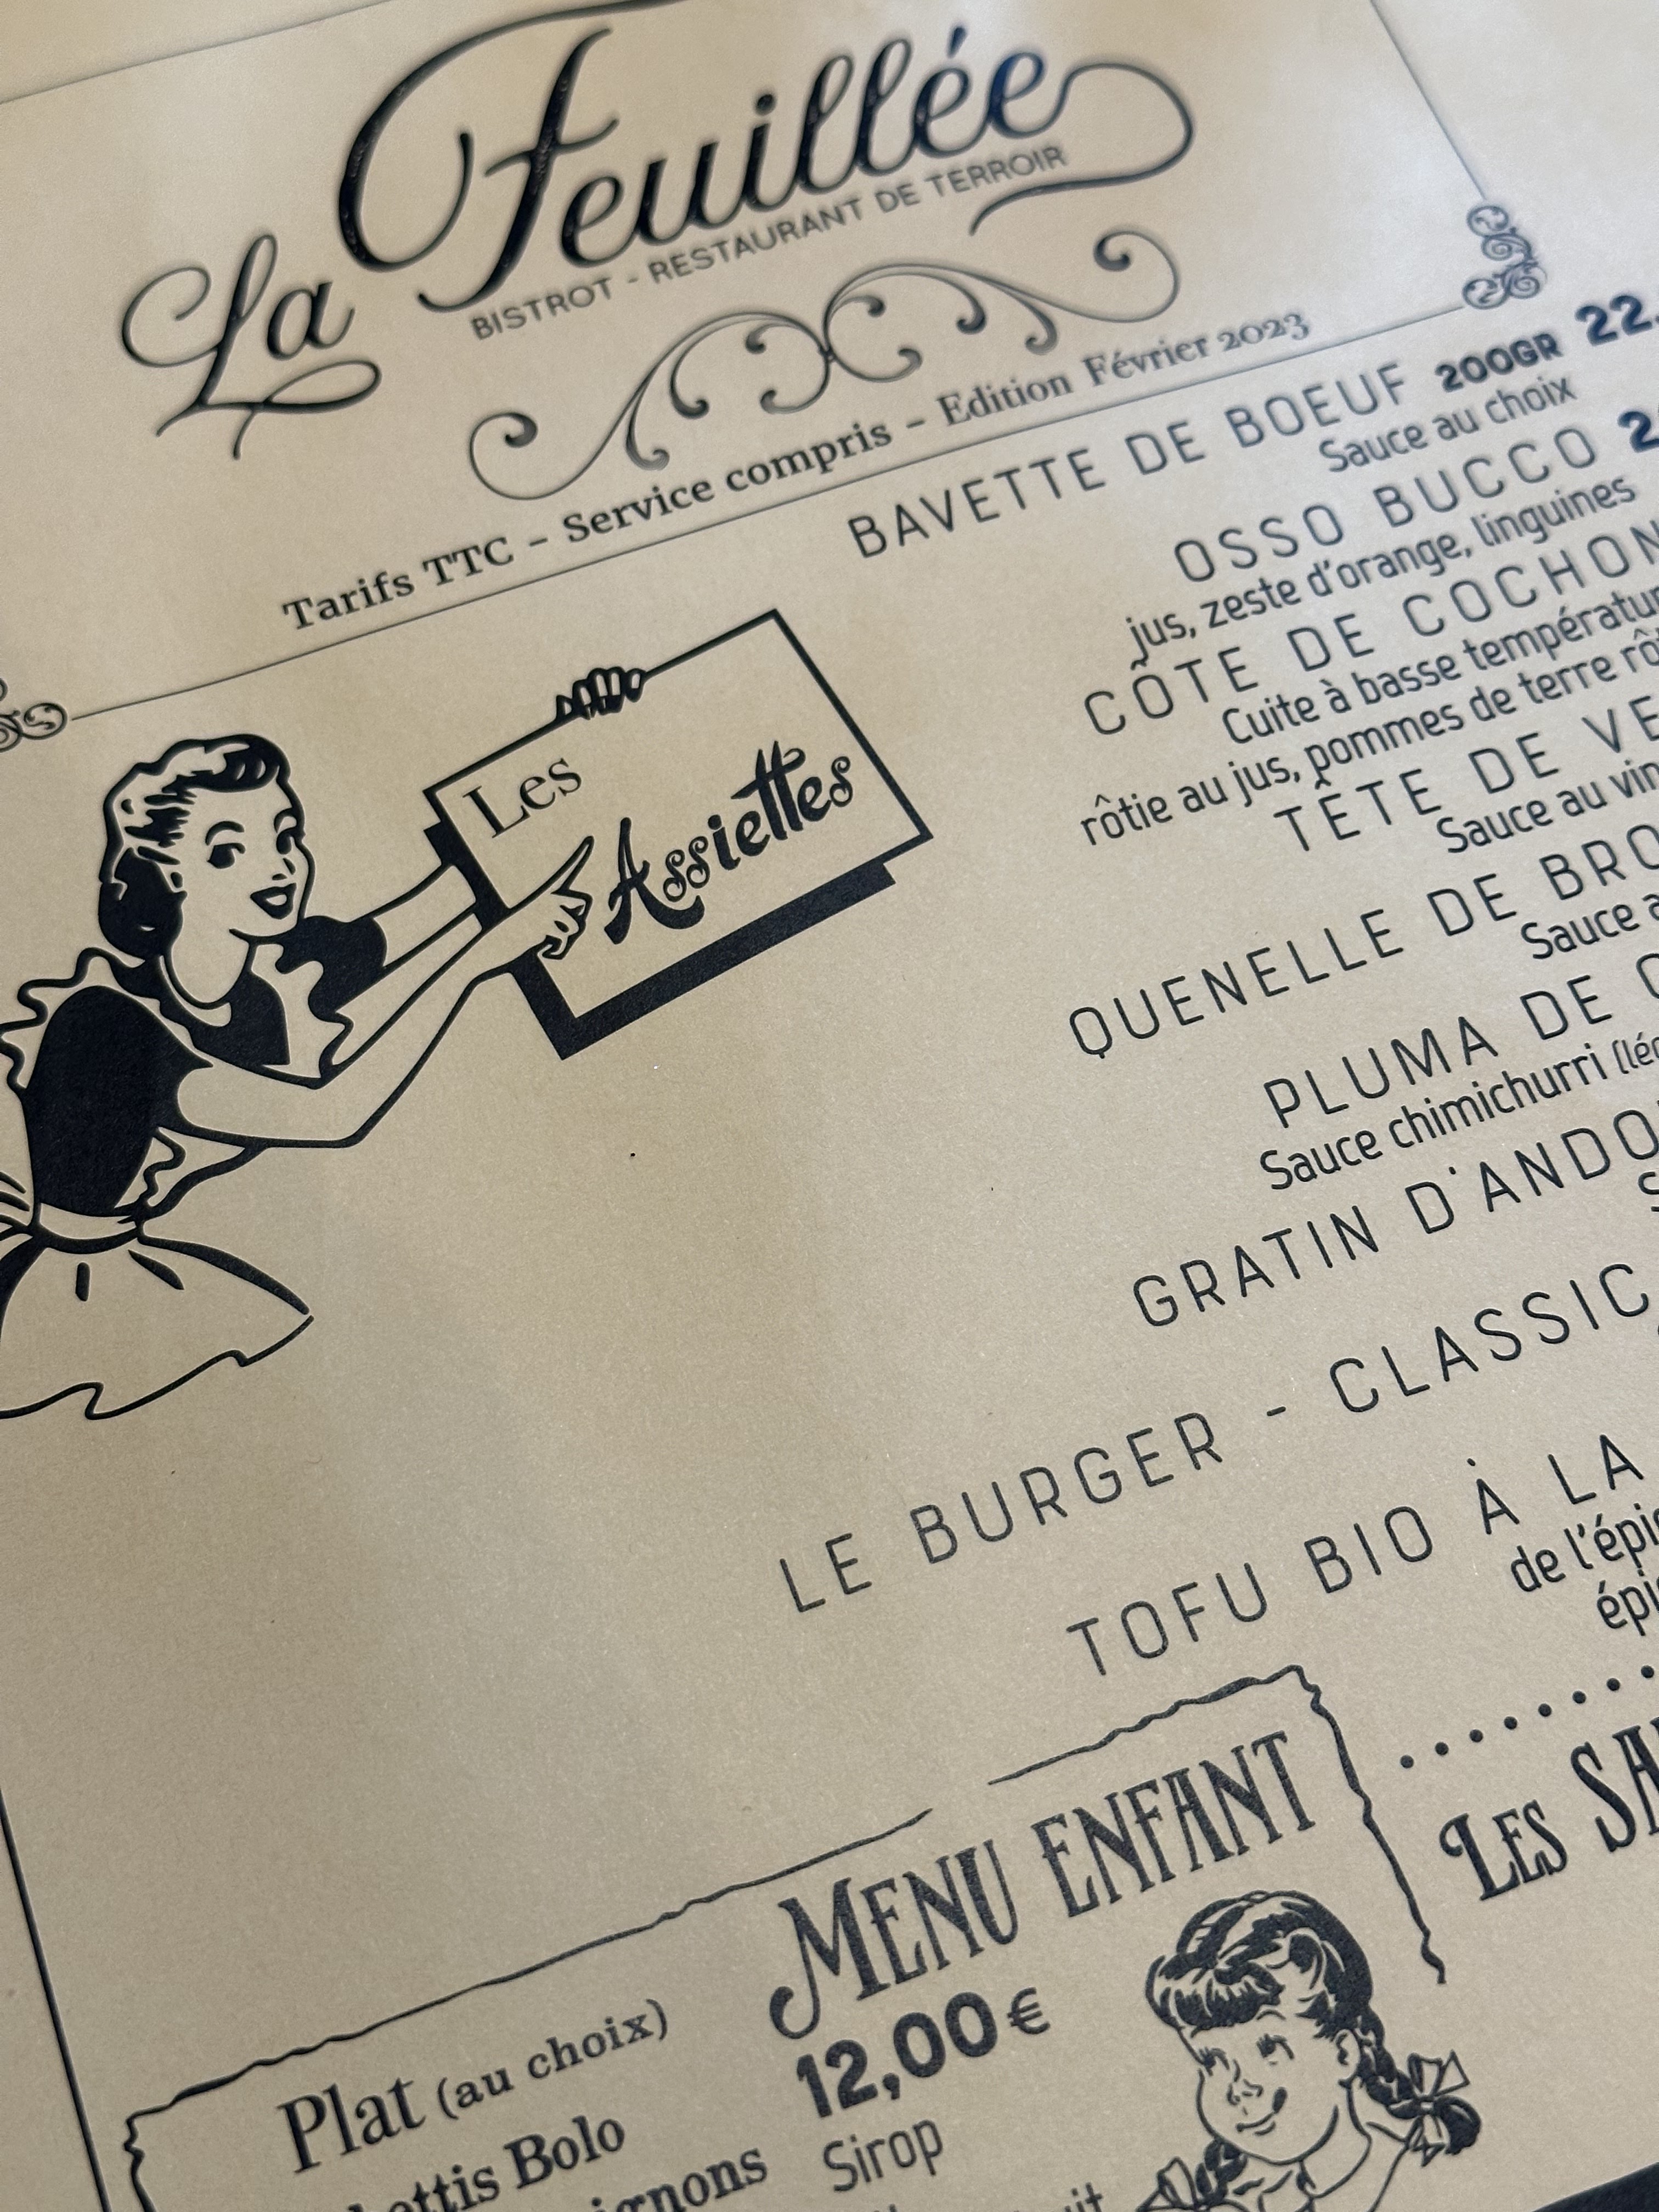 La Feuillée
BISTROT - RESTAURANT DE TERROIR
Tarifs TTC - Service compris - Edition Février 2023
Les
Assiettes
BAVETTE DE BOEUF 200GR 22.
Sauce au choix
OSSO BUCCO
jus, zeste d'orange, linguines
CÔTE DE COCHON
Cuite à basse
rôtie au jus, pommes de terre
TÊTE DE
Sauce au
QUENELLE DE
Sauce
PLUMA DE
Sauce chimichurri
GRATIN
LE BURGER - CLASSIC
TOFU BIO À LA
de
MENU ENFANT
12,00€
LES
Plat (au choix)
Bolo
Sirop